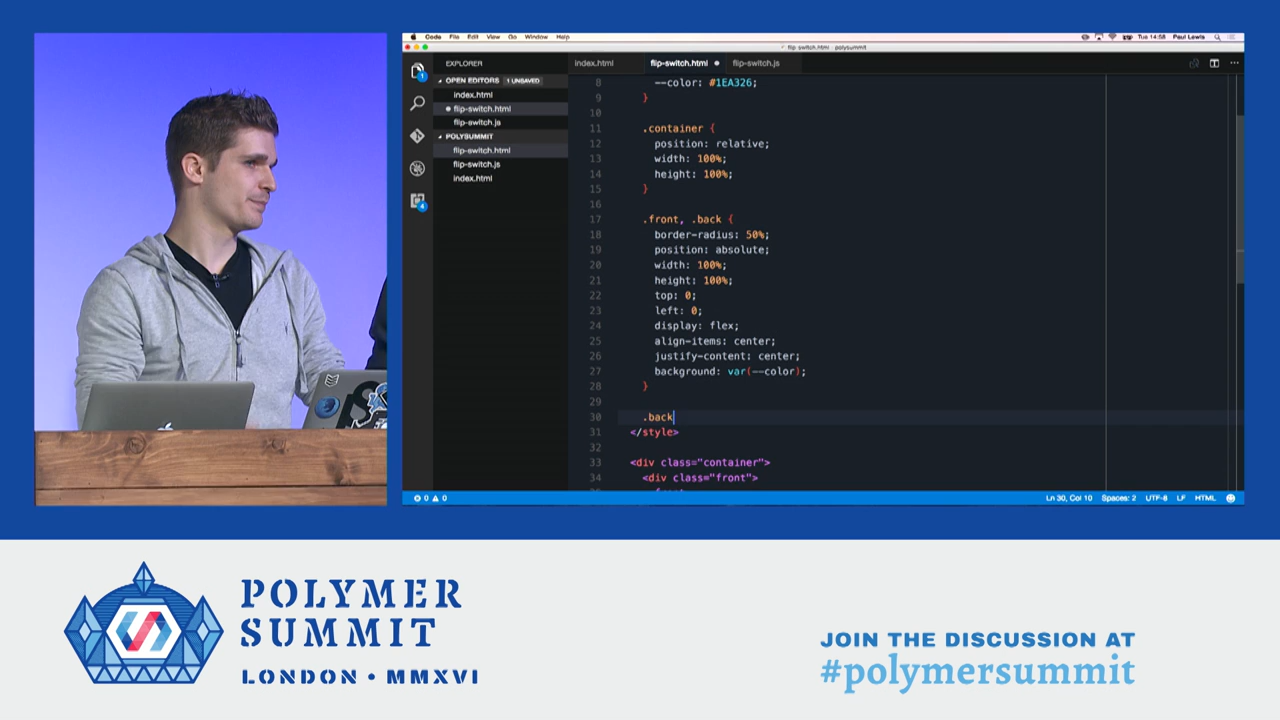 Code File Edit View Go Window Help
Tue 14:58 Paul Lewis
flip-switch.html — polysummit
EXPLORER
OPEN EDITORS 1 UNSAVED
index.html
flip-switch.html
flip-switch.js
POLYSUMMIT
flip-switch.html
flip-switch.js
index.html
index.html flip-switch.html flip-switch.js
8 --color: #1EA326;
9 }
10
11 .container {
12 position: relative;
13 width: 100%;
14 height: 100%;
15 }
16
17 .front, .back {
18 border-radius: 50%;
19 position: absolute;
20 width: 100%;
21 height: 100%;
22 top: 0;
23 left: 0;
24 display: flex;
25 align-items: center;
26 justify-content: center;
27 background: var(--color);
28 }
29
30 .back
31 </style>
32
33 <div class="container">
34 <div class="front">
0 0 Ln 30, Col 10 Spaces: 2 UTF-8 LF HTML
POLYMER
SUMMIT
LONDON • MMXVI
JOIN THE DISCUSSION AT
#polymersummit